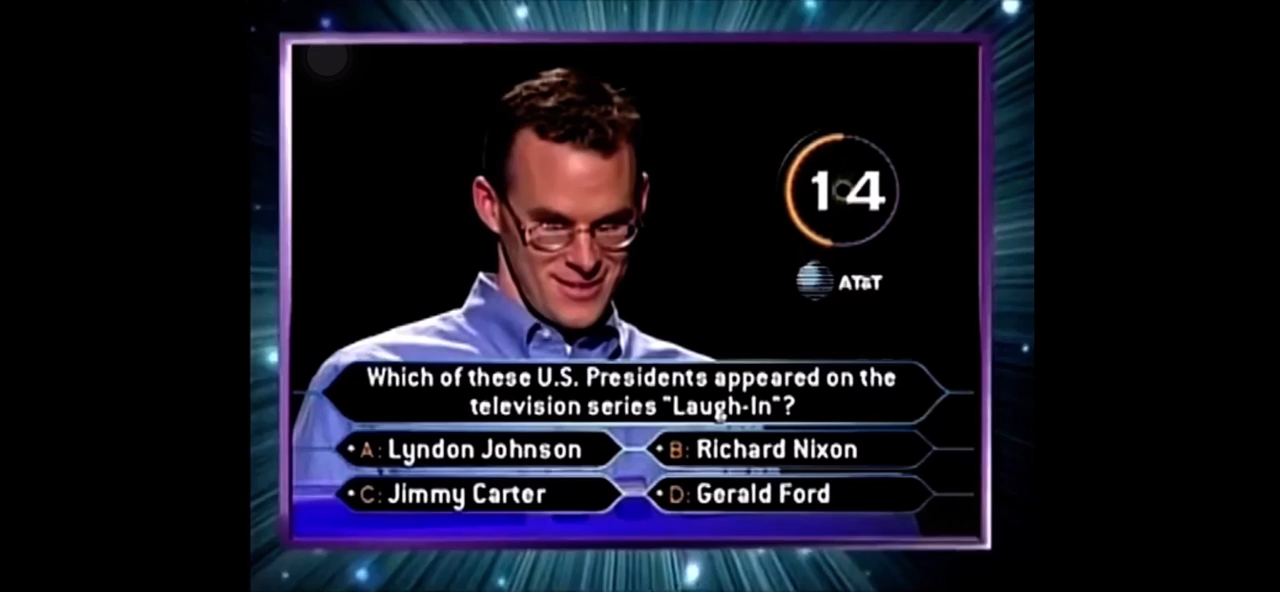 14
AT&T
Which of these U.S. Presidents appeared on the
television series "Laugh-In"?
A: Lyndon Johnson
B: Richard Nixon
C: Jimmy Carter
D: Gerald Ford